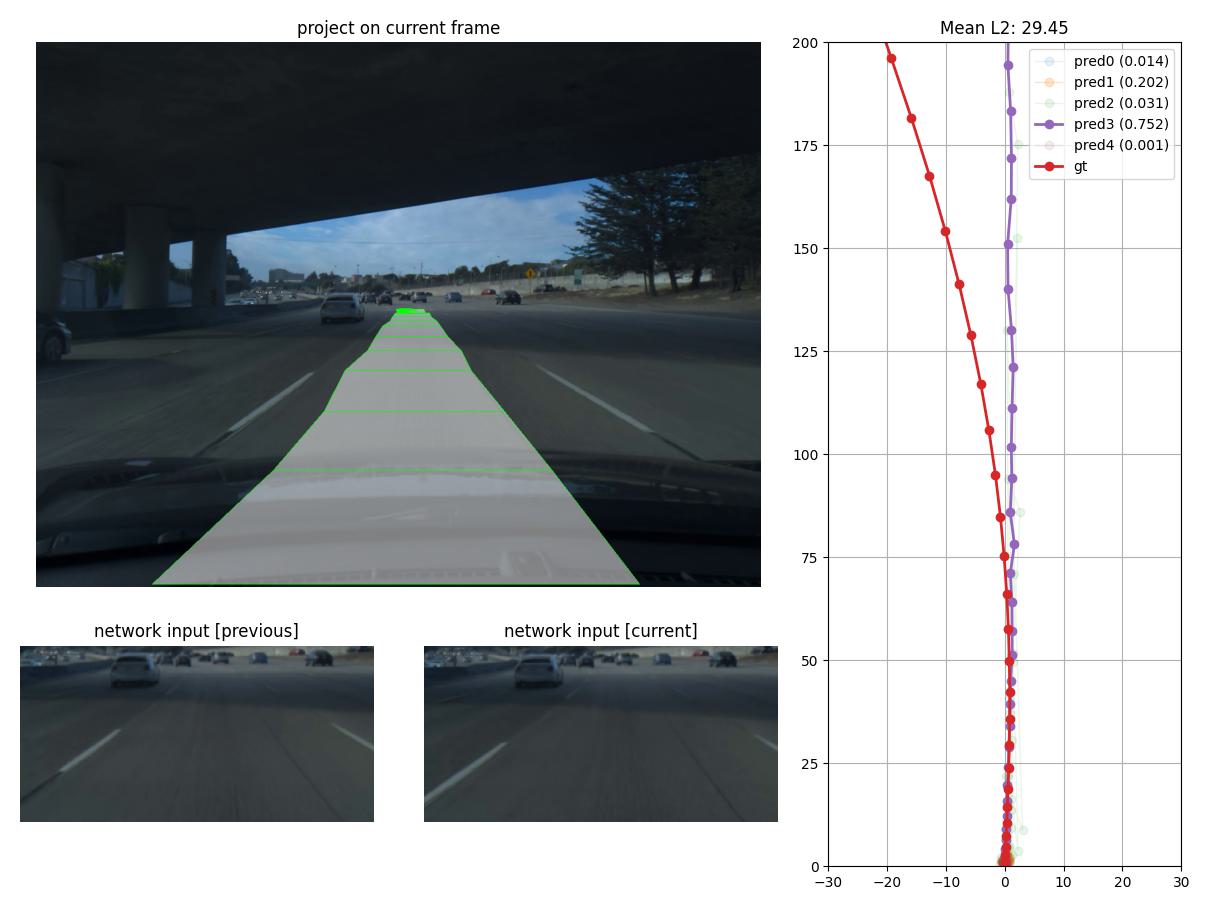 project on current frame
Mean L2: 29.45
200
175
150
125
100
75
50
25
0
−30
−20
−10
0
10
20
30
pred0 (0.014)
pred1 (0.202)
pred2 (0.031)
pred3 (0.752)
pred4 (0.001)
gt
network input [previous]
network input [current]